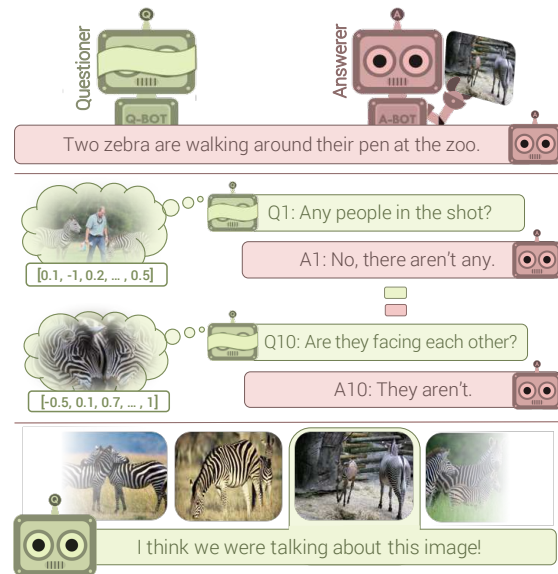 Q
A
Questioner
Answerer
Q-BOT
A-BOT
Two zebra are walking around their pen at the zoo.
A
Q
Q1: Any people in the shot?
[0.1, -1, 0.2, ... , 0.5]
A
A1: No, there aren't any.
Q
Q10: Are they facing each other?
[-0.5, 0.1, 0.7, ... , 1]
A
A10: They aren't.
Q
I think we were talking about this image!